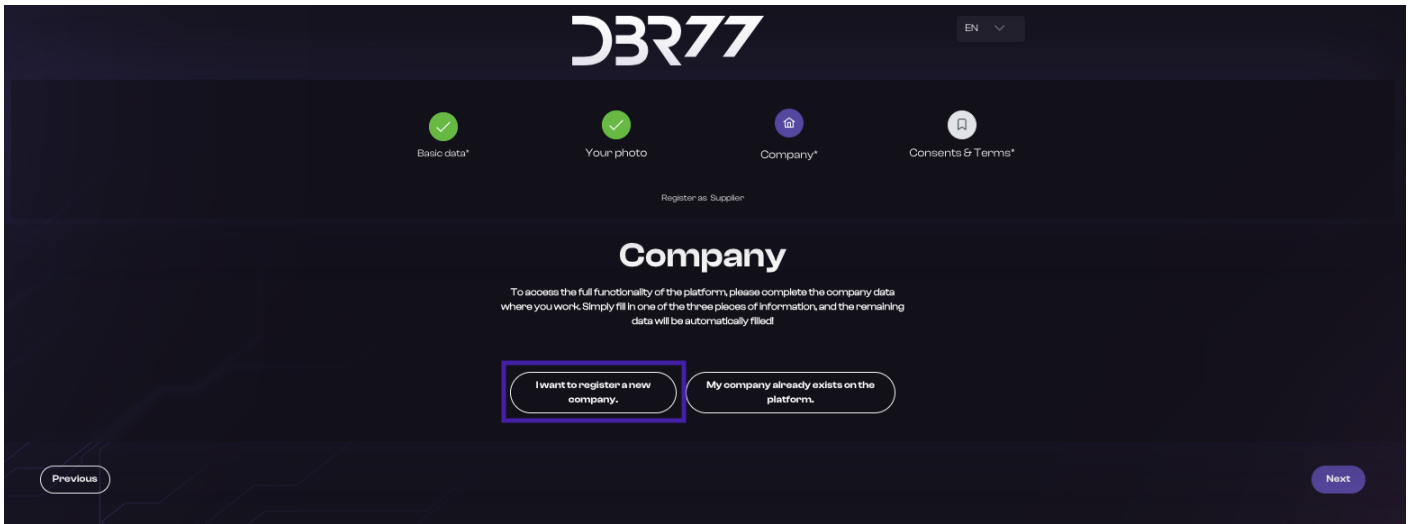 DBR77
EN
Basic data*
Your photo
Company*
Consents & Terms*
Register as Supplier
Company
To access the full functionality of the platform, please complete the company data
where you work. Simply fill in one of the three pieces of information, and the remaining
data will be automatically filled!
I want to register a new
company.
My company already exists on the
platform.
Previous
Next